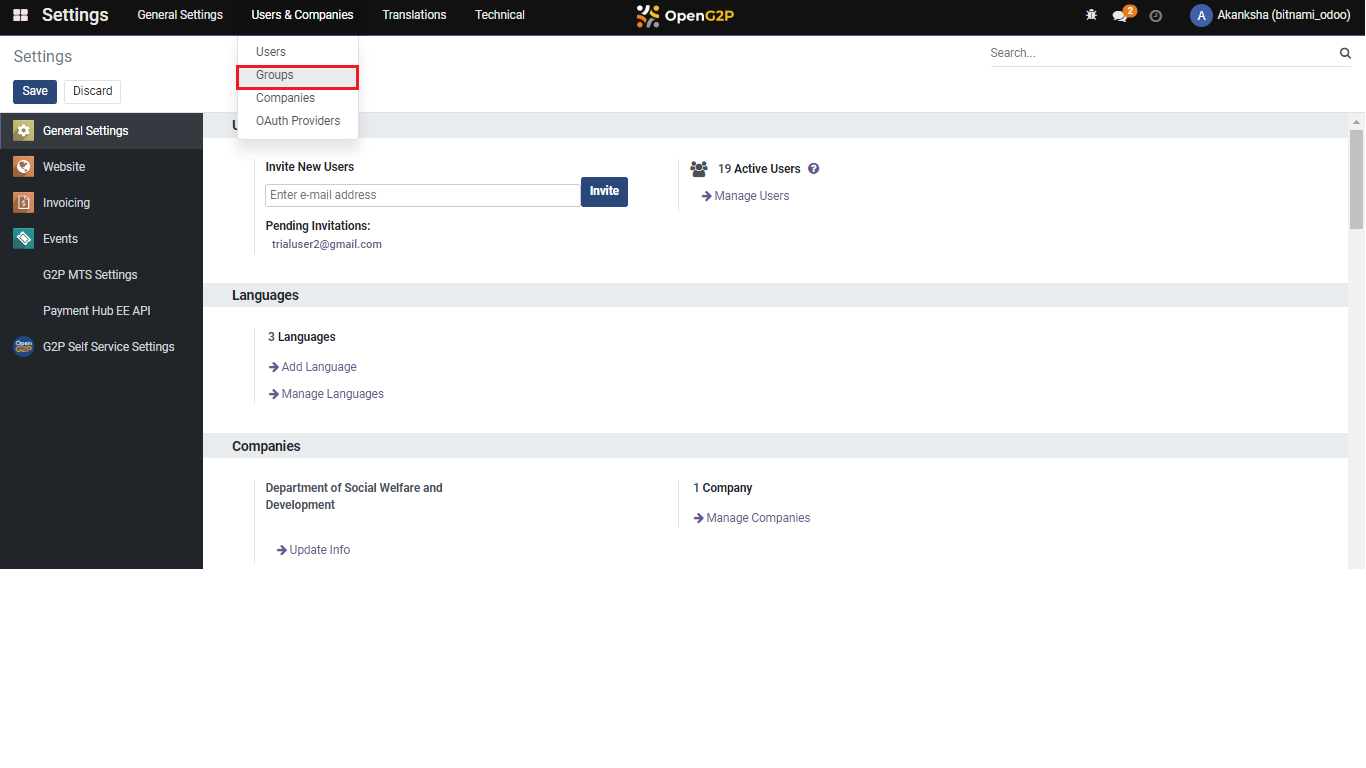 Settings General Settings Users & Companies Translations Technical OpenG2P 2 A Akanksha (bitnami_odoo)
Settings
Search...
Save Discard
Users
Groups
Companies
OAuth Providers
General Settings
Website
Invoicing
Events
G2P MTS Settings
Payment Hub EE API
Open G2P G2P Self Service Settings
U
Invite New Users
Enter e-mail address Invite
Pending Invitations:
trialuser2@gmail.com
19 Active Users ?
Manage Users
Languages
3 Languages
Add Language
Manage Languages
Companies
Department of Social Welfare and
Development
Update Info
1 Company
Manage Companies